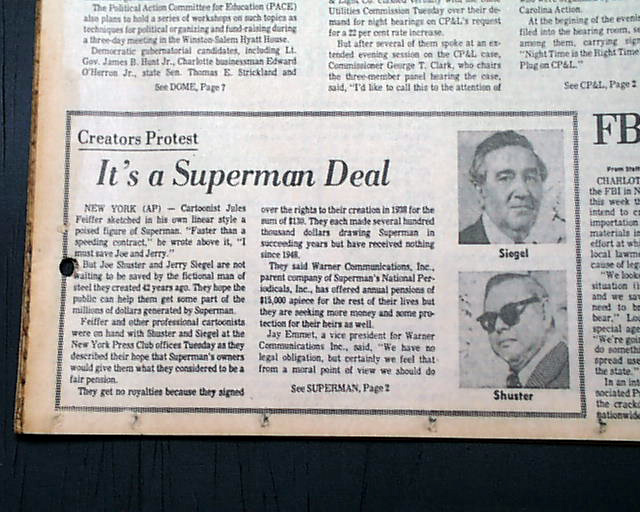 The Political Action Committee for Education (PACE)
also plans to hold a series of workshops on such topics as
techniques for political organizing and fund-raising during
a three-day meeting in the Winston-Salem Hyatt House.
Democratic gubernatorial candidates, including Lt.
Gov. James B. Hunt Jr., Charlotte businessman Edward
O'Herron Jr., state Sen. Thomas E. Strickland and
See DOME, Page 7
Utilities Commission Tuesday over their de-
mand for night hearings on CP&L's request
for a 22 per cent rate increase.
But after several of them spoke at an ex-
tended evening session on the CP&L case,
Commissioner George T. Clark, who chairs
the three-member panel hearing the case,
said, "I'd like to call this to the attention of
Carolina Action.
At the begining of the even
filed into the hearing room, se
among them, carrying sig
"Night Time is the Right Time
Plug on CP&L."
See CP&L, Page 2
Creators Protest
It's a Superman Deal
NEW YORK (AP) — Cartoonist Jules
Feiffer sketched in his own linear style a
poised figure of Superman. "Faster than a
speeding contract," he wrote above it, "I
must save Joe and Jerry."
But Joe Shuster and Jerry Siegel are not
waiting to be saved by the fictional man of
steel they created 42 years ago. They hope the
public can help them get some part of the
millions of dollars generated by Superman.
Feiffer and other professional cartoonists
were on hand with Shuster and Siegel at the
New York Press Club offices Tuesday as they
described their hope that Superman's owners
would give them what they considered to be a
fair pension.
They get no royalties because they signed
over the rights to their creation in 1938 for the
sum of $130. They each made several hundred
thousand dollars drawing Superman in
succeeding years but have received nothing
since 1948.
They said Warner Communications, Inc.,
parent company of Superman's National Per-
iodicals, Inc., has offered annual pensions of
$15,000 apiece for the rest of their lives but
they are seeking more money and some pro-
tection for their heirs as well.
Jay Emmet, a vice president for Warner
Communications Inc., said, "We have no
legal obligation, but certainly we feel that
from a moral point of view we should do
See SUPERMAN, Page 2
Siegel
Shuster
FB
From Staff
CHARLOT
the FBI in N
this week th
intend to c
importation
materials in
effort at wh
local lawme
cause of leg
"We look
situation (i
and we sa
need to be
bear," Lou
special age
"We're goi
do somethi
spread use
the state."
In an int
sociated P
the cracko
nationwide